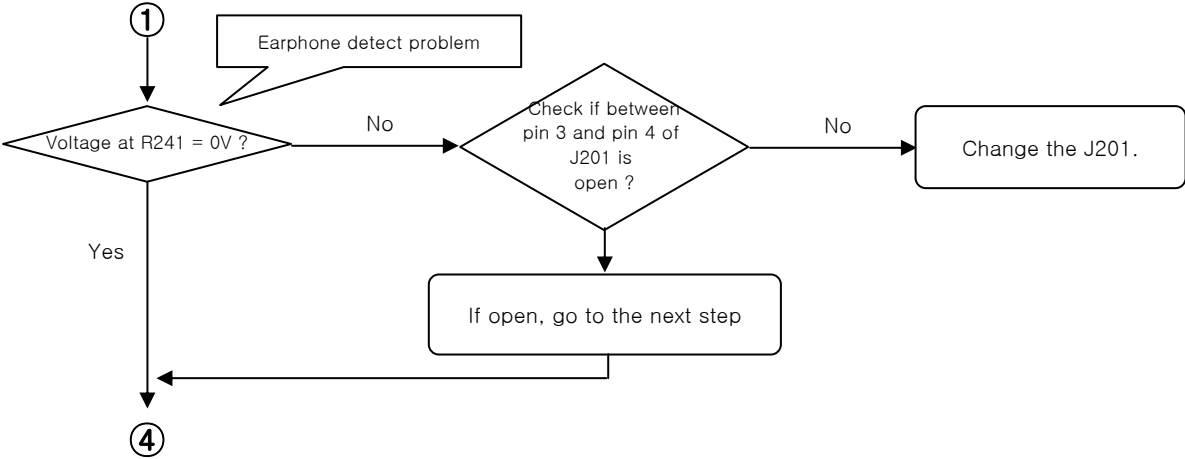 ①
Earphone detect problem
Voltage at R241 = 0V ?
No
Check if between
pin 3 and pin 4 of
J201 is
open ?
No
Change the J201.
Yes
If open, go to the next step
④